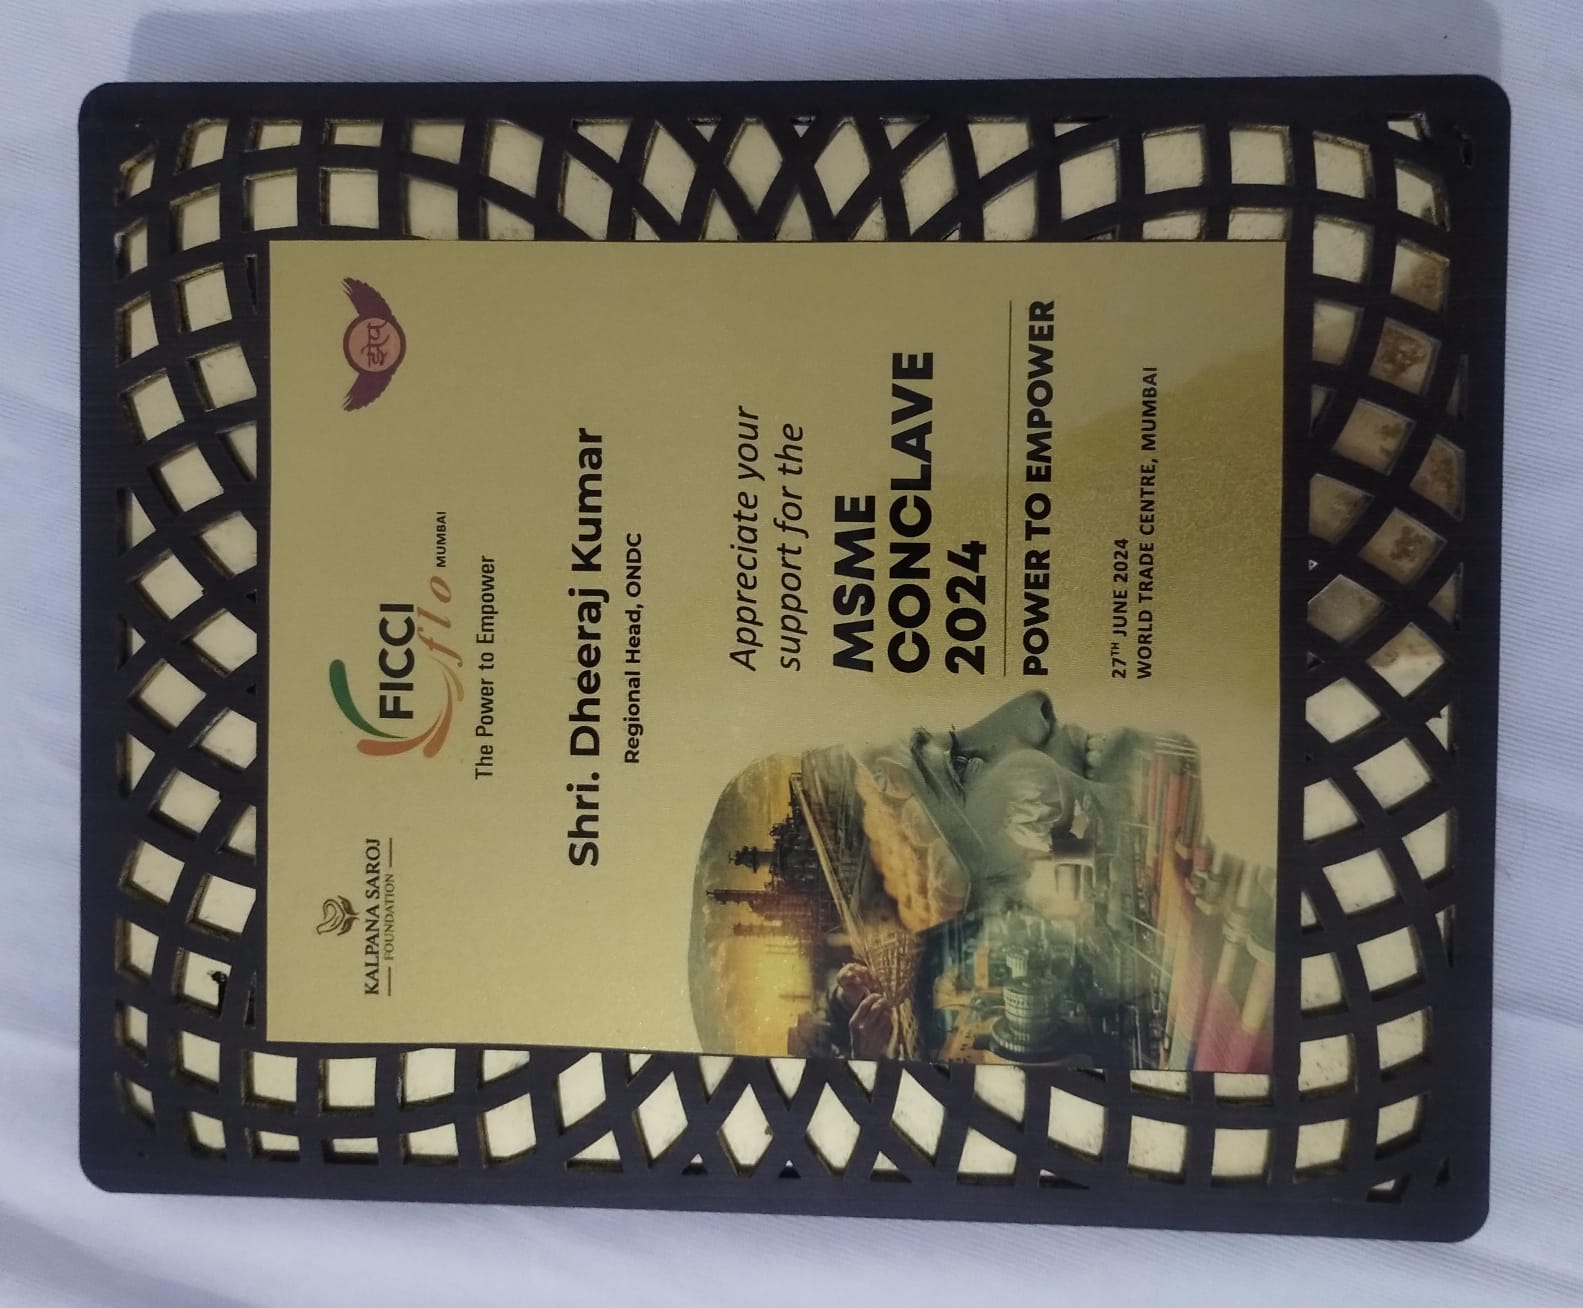 KALPANA SAROJ
FOUNDATION
FICCI
flo MUMBAI
The Power to Empower
झेप
Shri. Dheeraj Kumar
Regional Head, ONDC
Appreciate your
support for the
MSME
CONCLAVE
2024
POWER TO EMPOWER
27TH JUNE 2024
WORLD TRADE CENTRE, MUMBAI